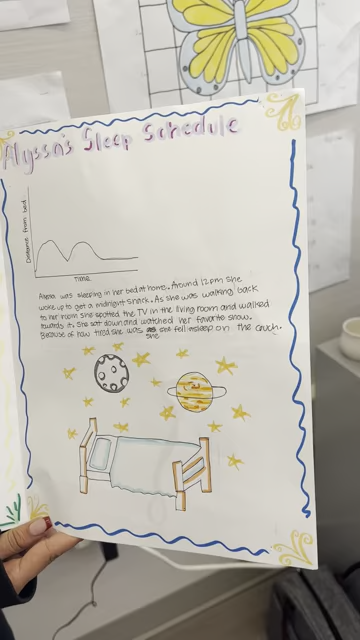 Alyssa's Sleep Schedule
Distance from bed
Time
Alyssa was sleeping in her bed at home. Around 12pm she
woke up to get a midnight snack. As she was walking back
to her room she spotted the TV in the living room and walked
towards it. She sat down and watched her favorite show.
Because of how tired she was she fell asleep on the couch.
she